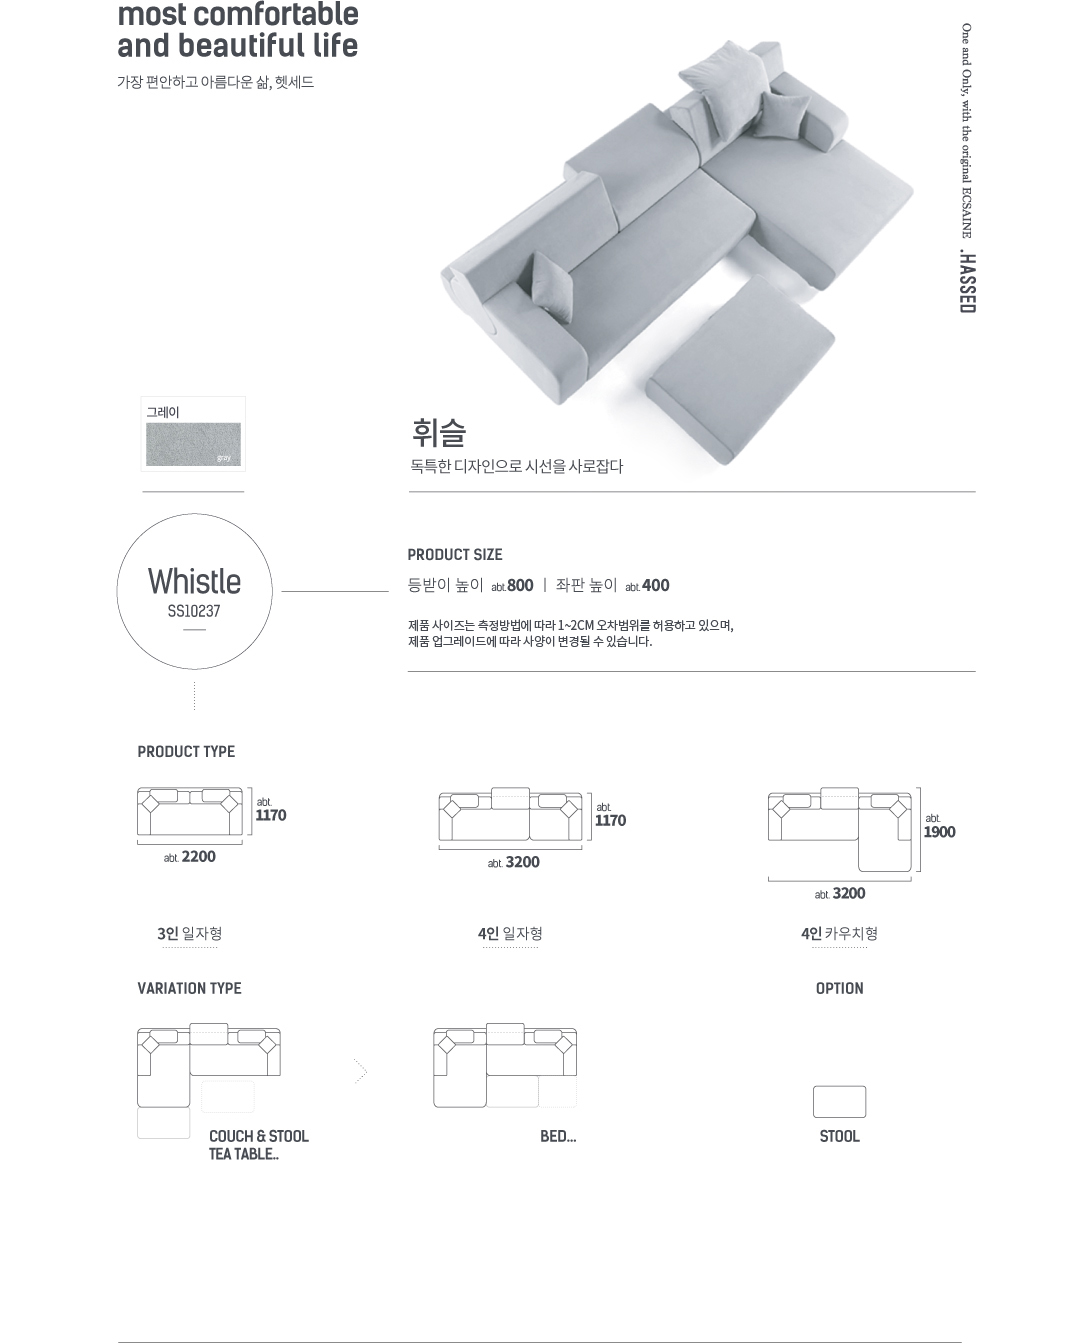 most comfortable
and beautiful life
가장 편안하고 아름다운 삶, 헷세드
One and Only, with the original ECSAINE .HASSED
그레이
gray
휘슬
독특한 디자인으로 시선을 사로잡다
Whistle
SS10237
PRODUCT SIZE
등받이 높이 abt.800 | 좌판 높이 abt.400
제품 사이즈는 측정방법에 따라 1~2CM 오차범위를 허용하고 있으며,
제품 업그레이드에 따라 사양이 변경될 수 있습니다.
PRODUCT TYPE
abt.
1170
abt. 2200
3인 일자형
abt.
1170
abt. 3200
4인 일자형
abt.
1900
abt. 3200
4인 카우치형
VARIATION TYPE
COUCH & STOOL
TEA TABLE..
BED...
OPTION
STOOL